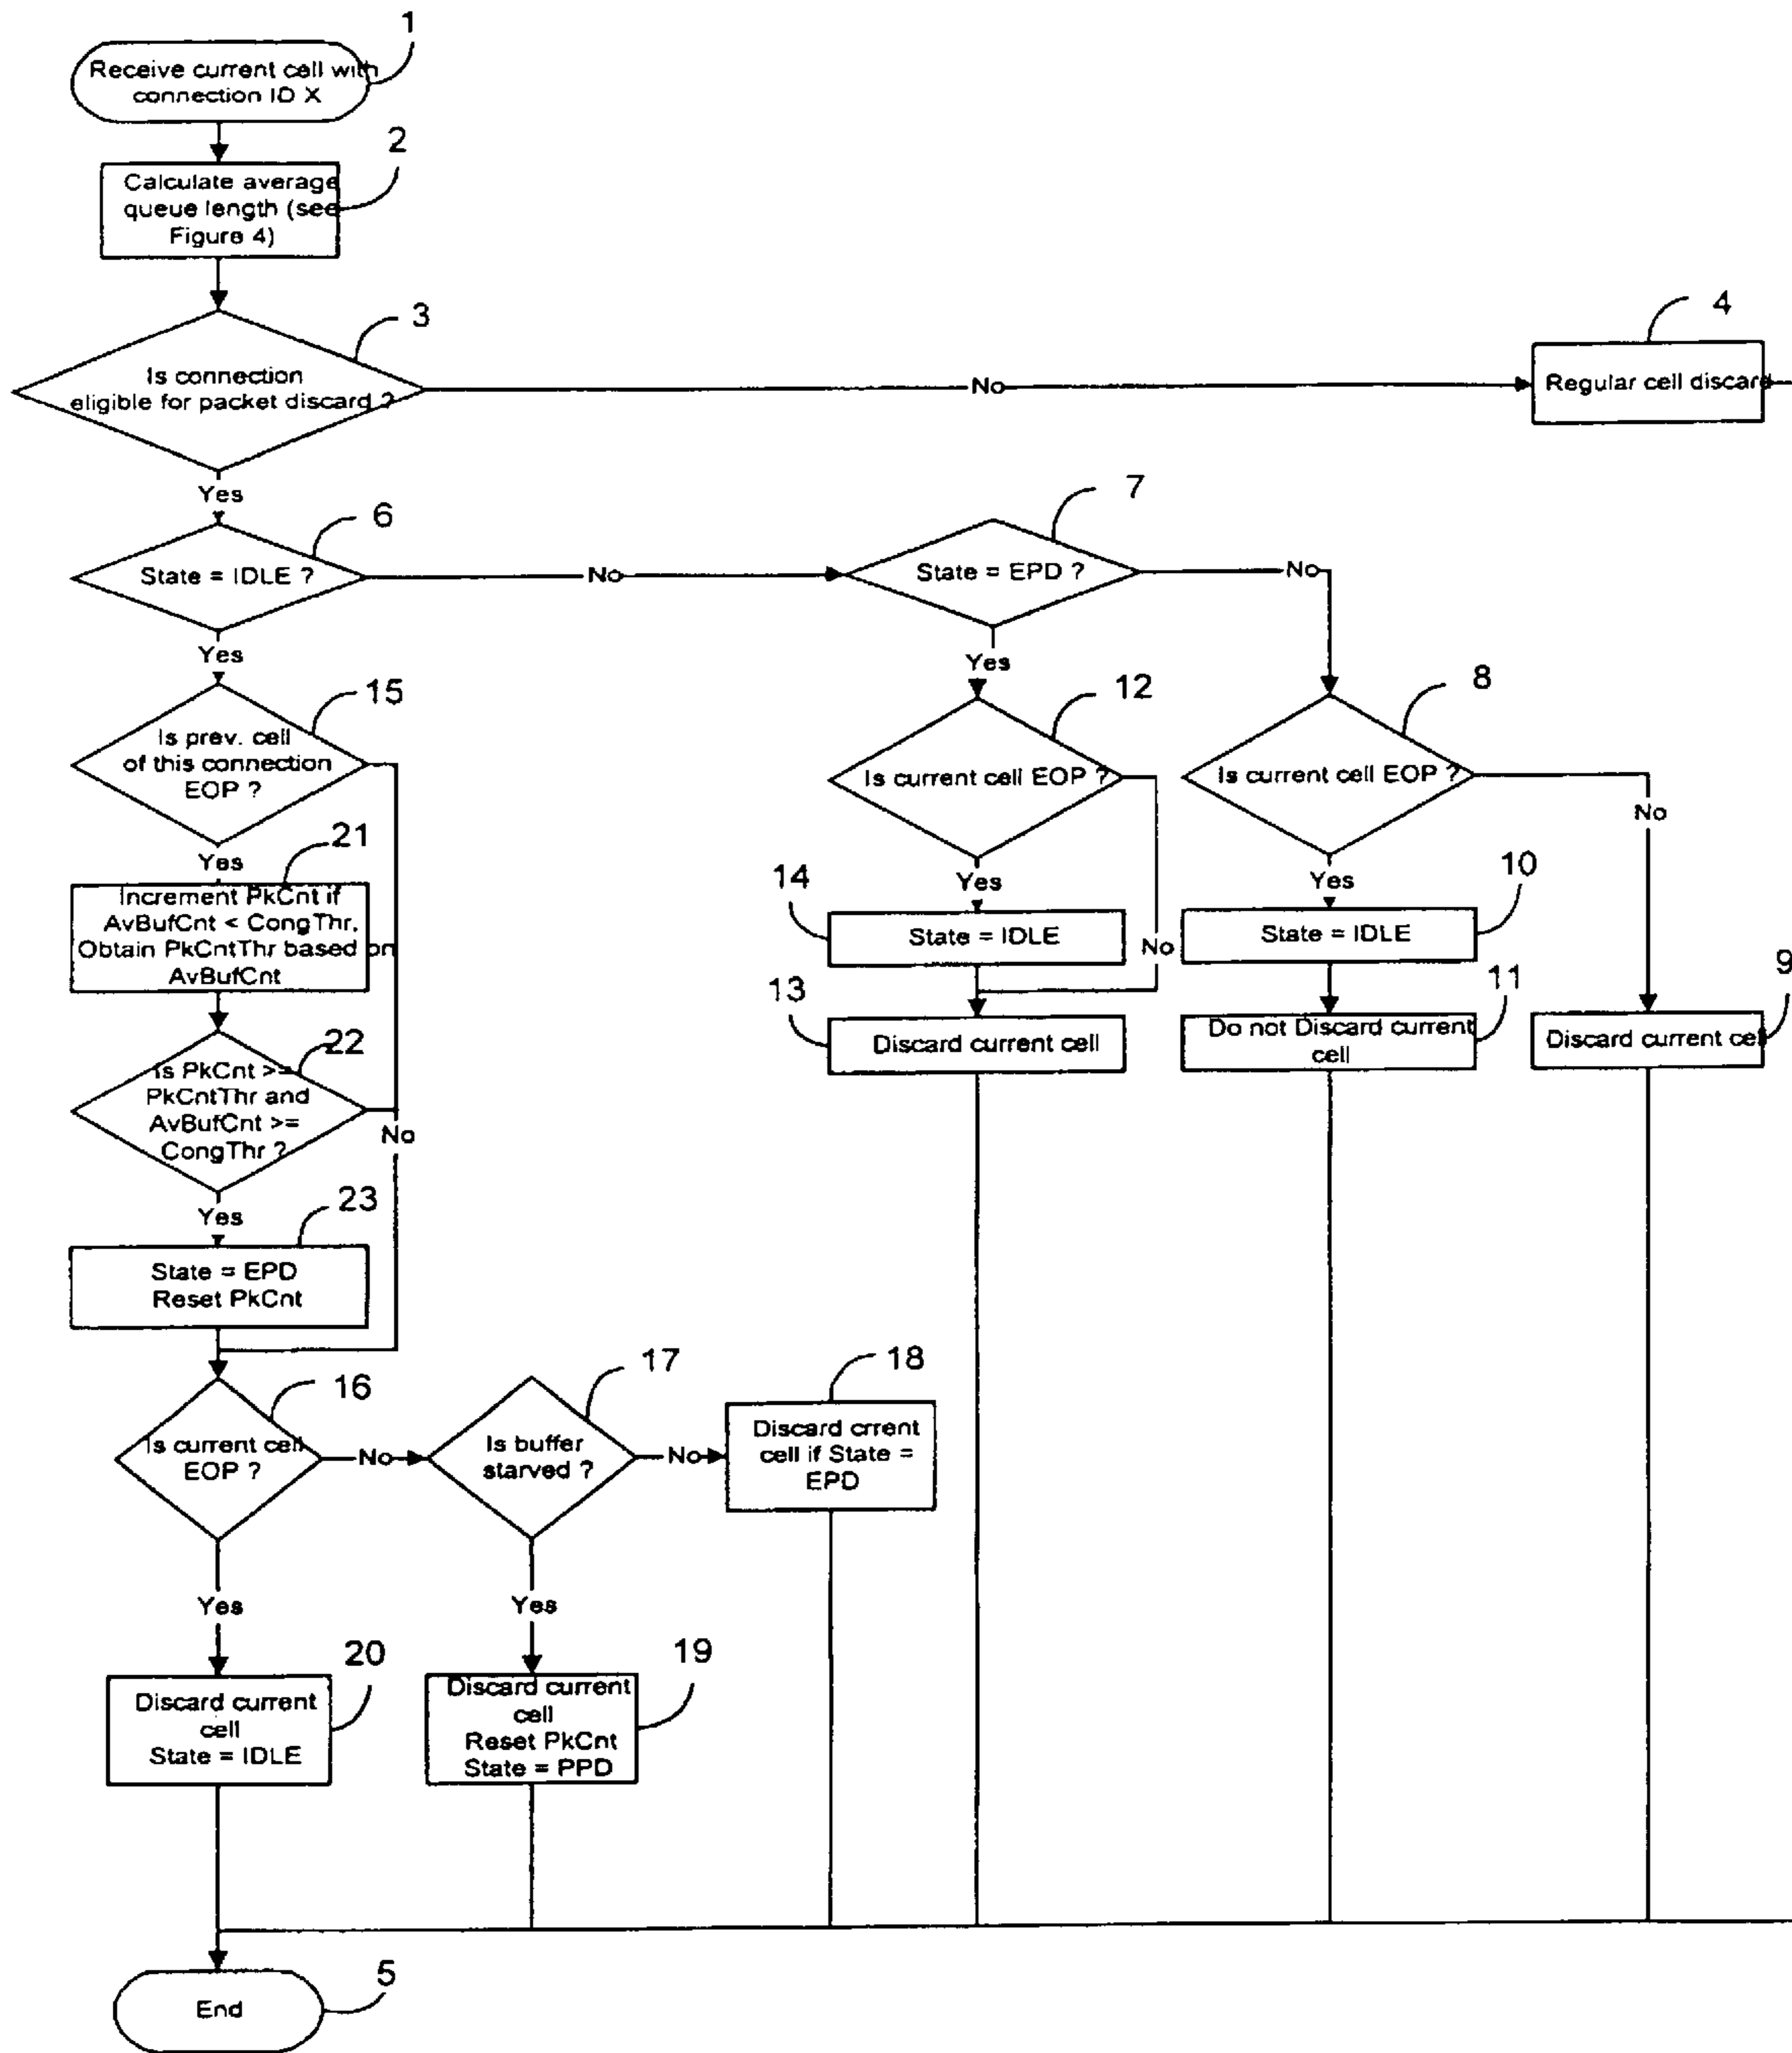 1
Receive current cell with
connection ID X
2
Calculate average
queue length (see
Figure 4)
3
Is connection
eligible for packet discard ?
No
4
Regular cell discard
Yes
6
State = IDLE ?
No
7
State = EPD ?
No
Yes
Yes
15
Is prev. cell
of this connection
EOP ?
12
Is current cell EOP ?
8
Is current cell EOP ?
No
Yes
21
Increment PkCnt if
AvBufCnt < CongThr,
Obtain PkCntThr based on
AvBufCnt
Yes
14
State = IDLE
No
Yes
10
State = IDLE
13
Discard current cell
11
Do not Discard current
cell
9
Discard current cell
22
Is PkCnt >=
PkCntThr and
AvBufCnt >=
CongThr ?
No
Yes
23
State = EPD
Reset PkCnt
16
Is current cell
EOP ?
No
17
Is buffer
starved ?
No
18
Discard crrent
cell if State =
EPD
Yes
Yes
20
Discard current
cell
State = IDLE
19
Discard current
cell
Reset PkCnt
State = PPD
5
End